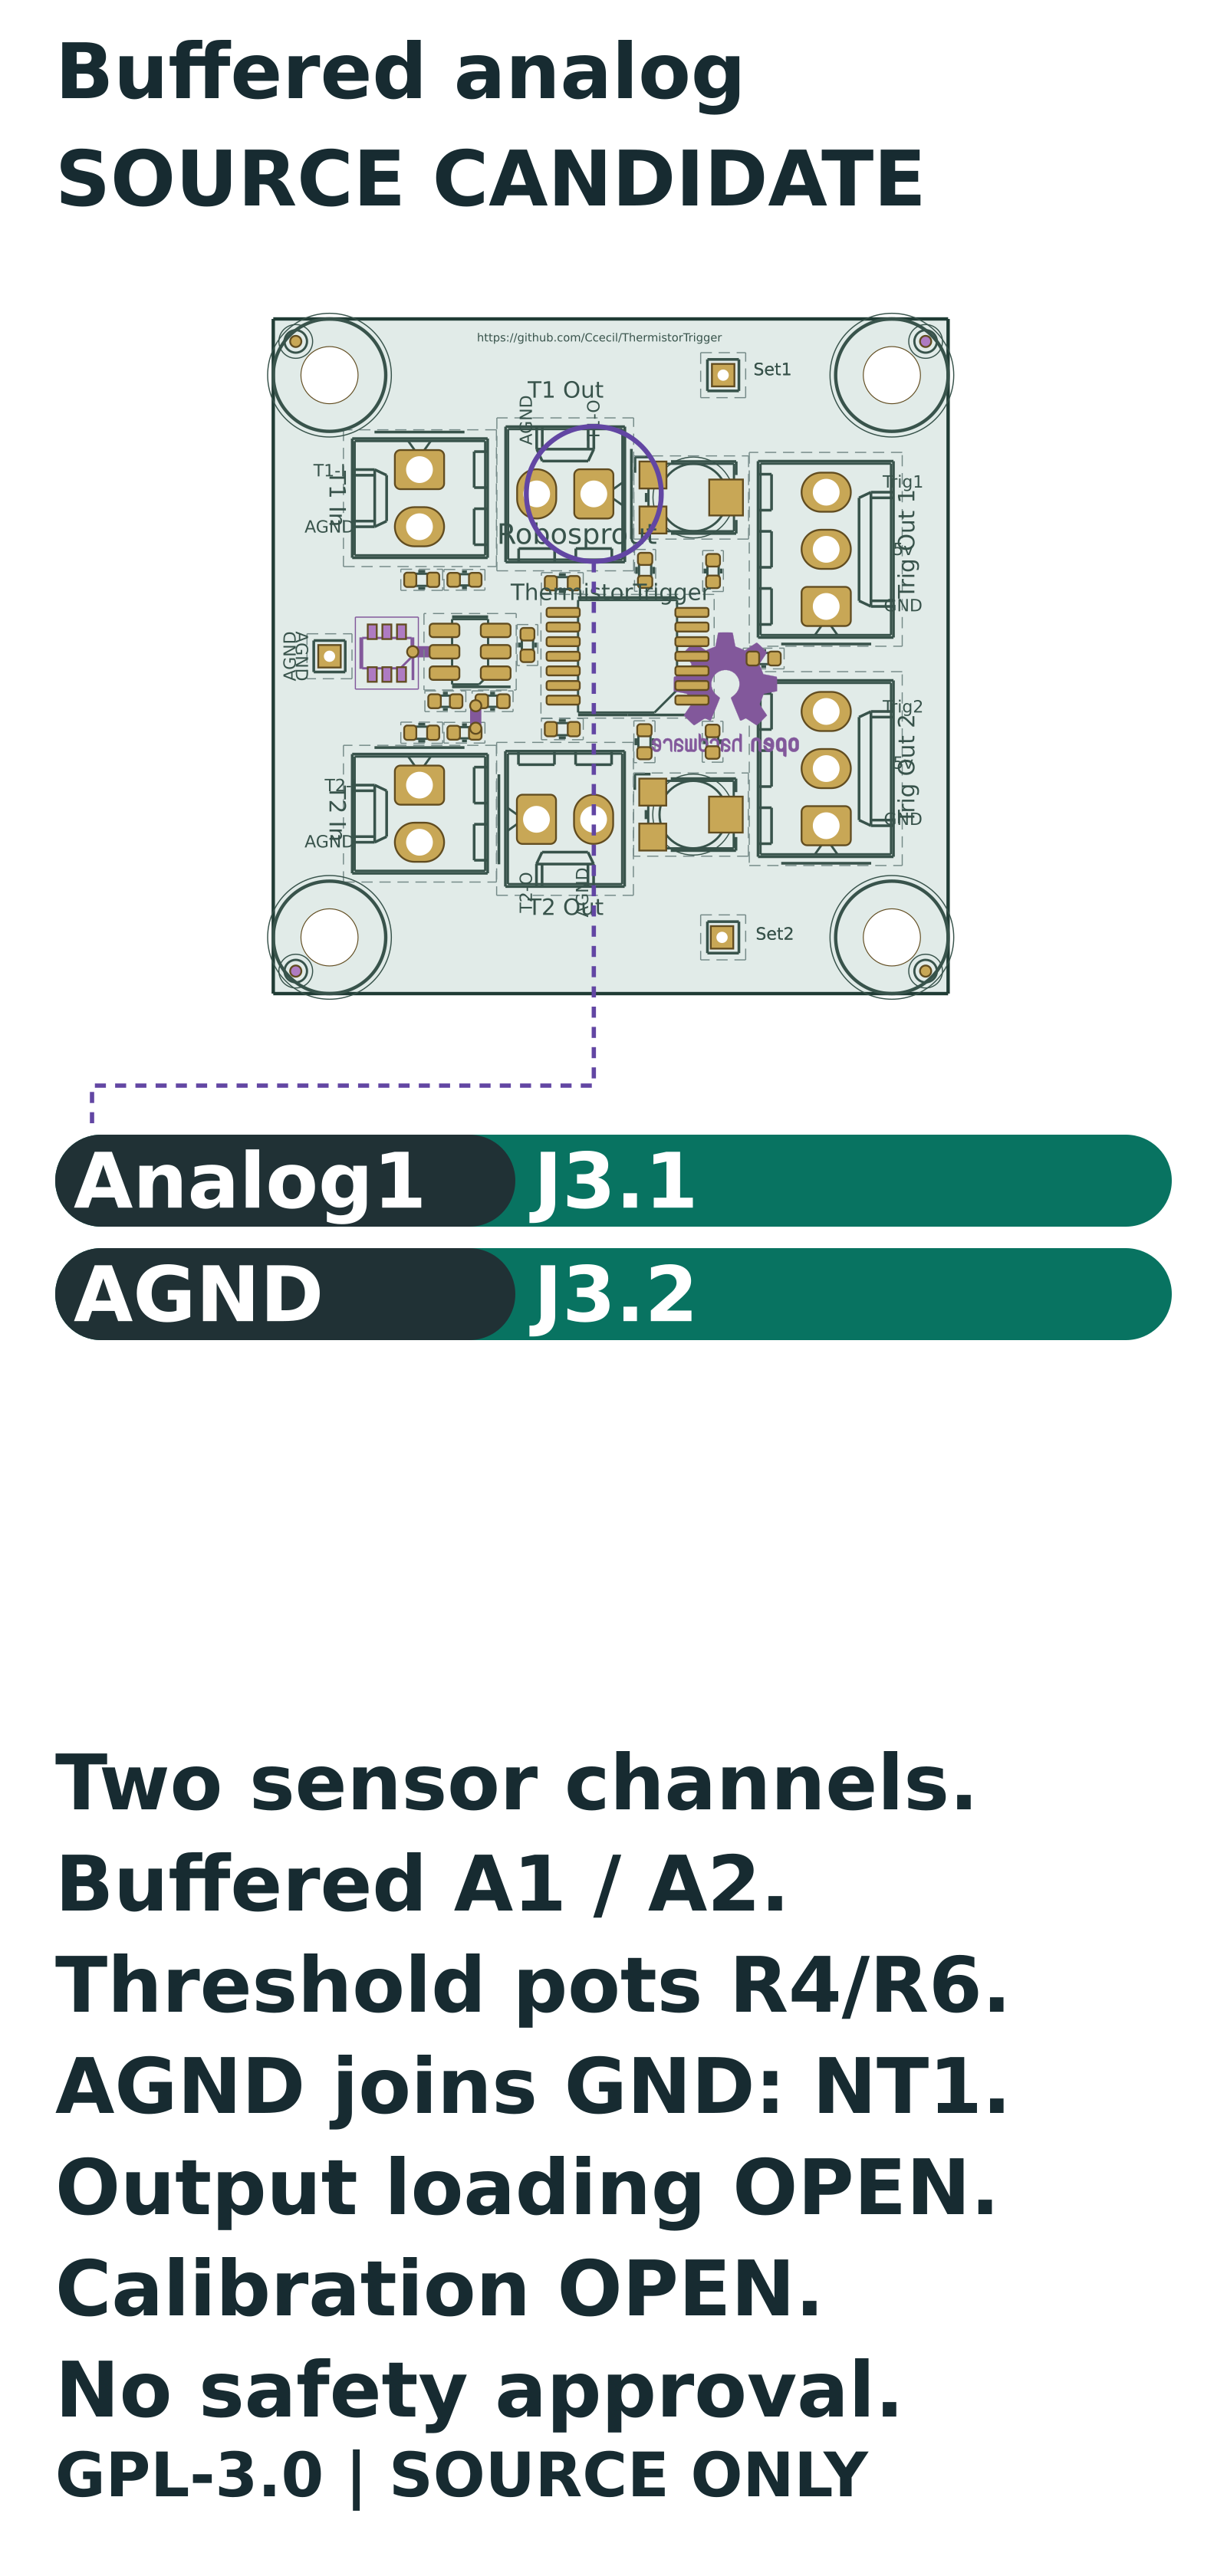 Buffered analog
SOURCE CANDIDATE
https://github.com/Ccecil/ThermistorTrigger
Set1
T1 Out
AGND
T1-I
T1 In
AGND
Robosprout
ThermistorTrigger
Trig1
Trig Out 1
GND
AGND
AGND
open hardware
Trig2
Trig Out 2
GND
T2 In
AGND
T2-O
AGND
T2 Out
Set2
Analog1 J3.1
AGND J3.2
Two sensor channels.
Buffered A1 / A2.
Threshold pots R4/R6.
AGND joins GND: NT1.
Output loading OPEN.
Calibration OPEN.
No safety approval.
GPL-3.0 | SOURCE ONLY